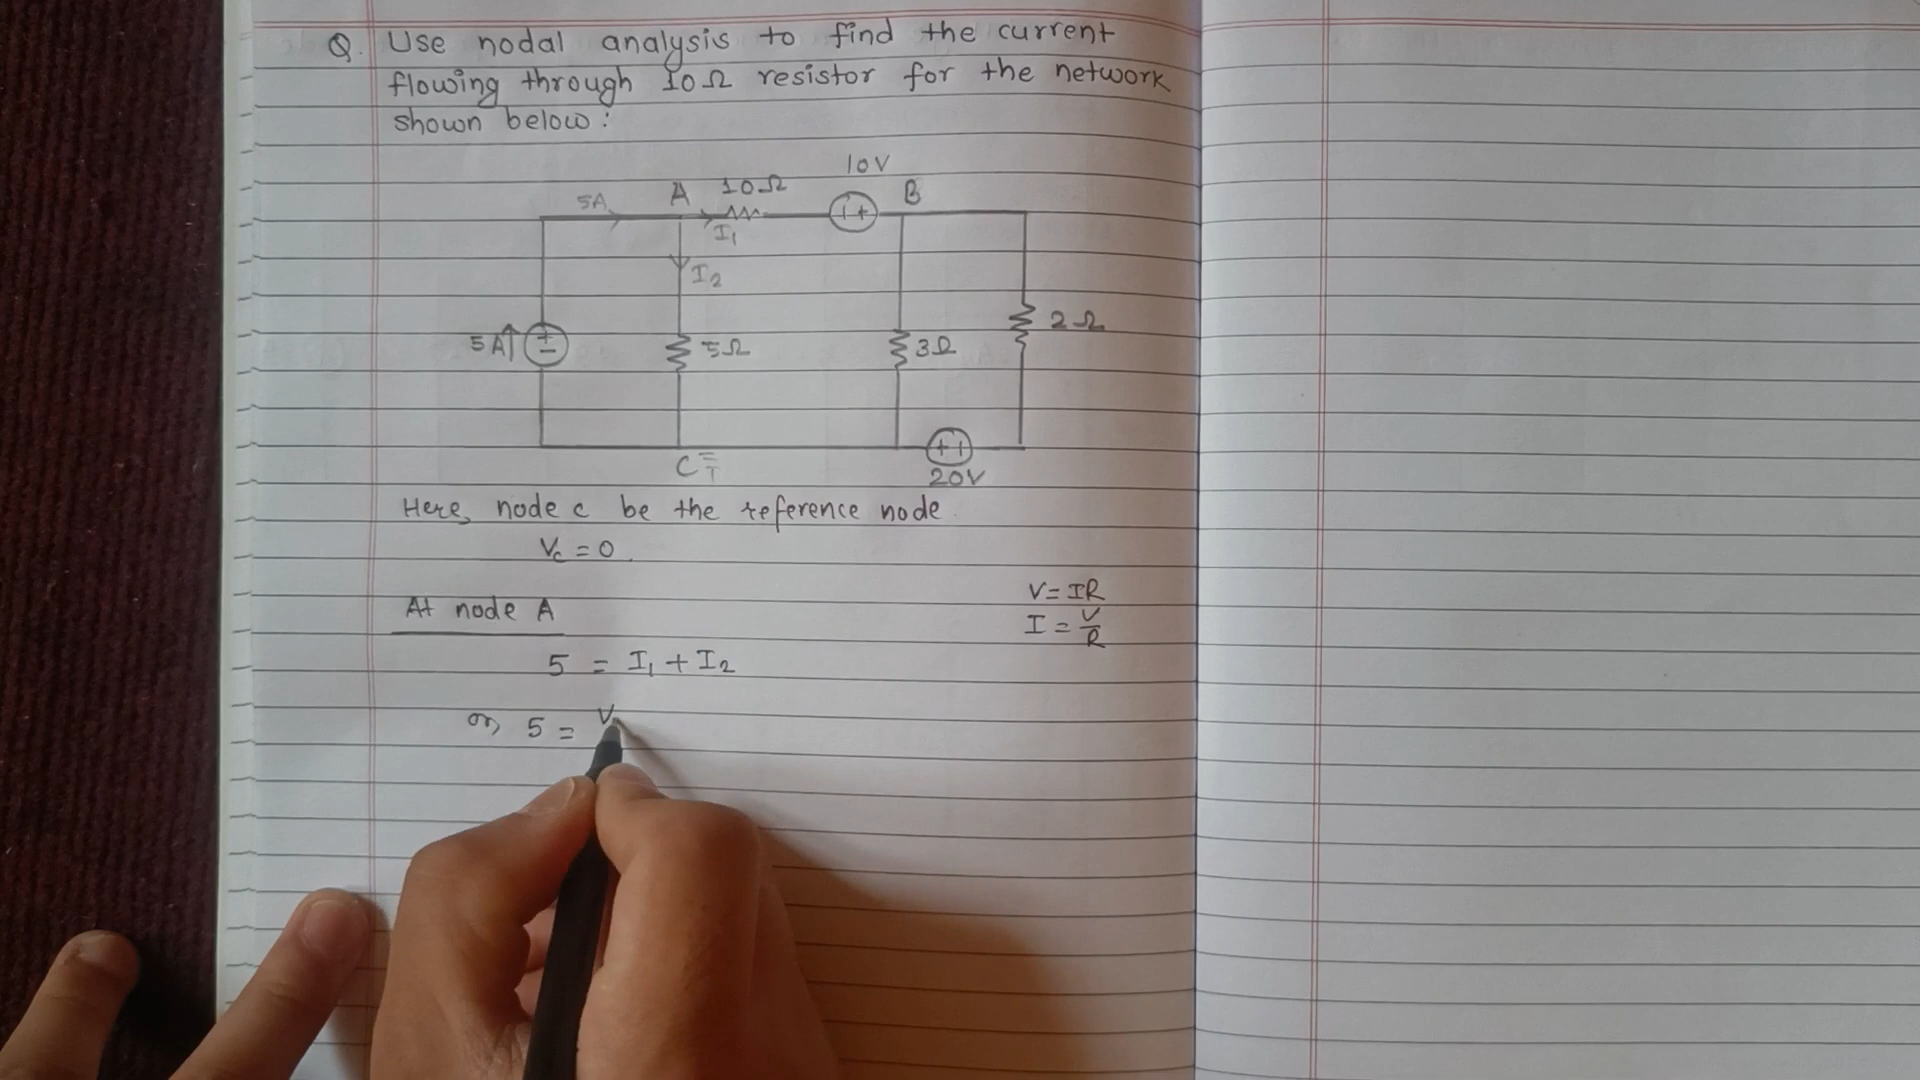 Q. Use nodal analysis to find the current
flowing through 10Ω resistor for the network
shown below:
10V
5A A 10Ω B
I₁
I₂
5A↑ 5Ω 3Ω 2Ω
C
20V
Here, node c be the reference node
Vc = 0
At node A
V = IR
I = V/R
5 = I₁ + I₂
or, 5 = V